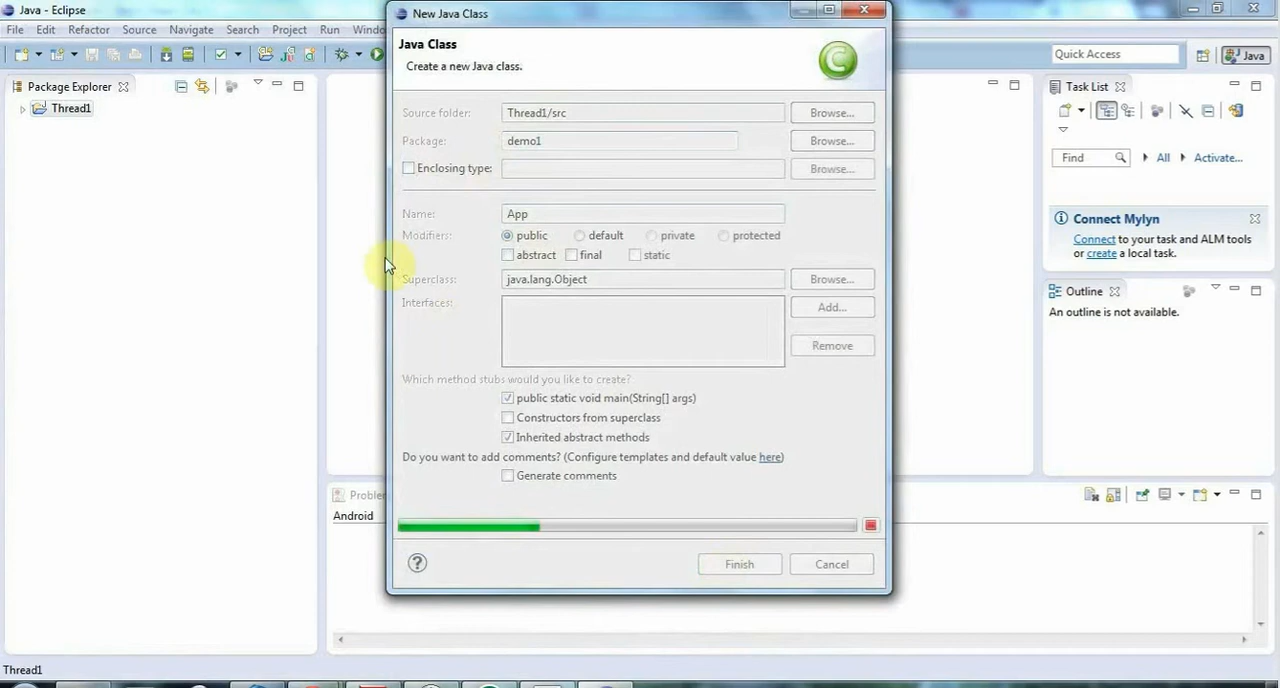 Java - Eclipse
New Java Class
File Edit Refactor Source Navigate Search Project Run
Java Class
Create a new Java class.
Quick Access
Java
Package Explorer
Task List
Thread1
Source folder: Thread1/src Browse...
Package: demo1 Browse...
Enclosing type: Browse...
Find All Activate...
Name: App
Modifiers: public default private protected
abstract final static
Superclass: java.lang.Object Browse...
Interfaces: Add...
Remove
Connect Mylyn
Connect to your task and ALM tools
or create a local task.
Outline
An outline is not available.
Which method stubs would you like to create?
public static void main(String[] args)
Constructors from superclass
Inherited abstract methods
Do you want to add comments? (Configure templates and default value here)
Generate comments
Android
? Finish Cancel
Thread1